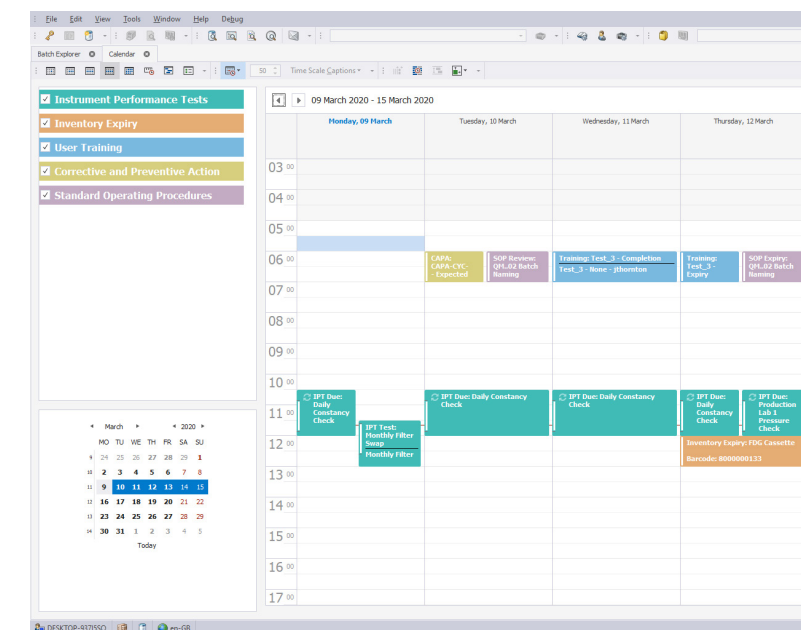 File Edit View Tools Window Help Debug
Batch Explorer Calendar
50 Time Scale Captions
Instrument Performance Tests
Inventory Expiry
User Training
Corrective and Preventive Action
Standard Operating Procedures
09 March 2020 - 15 March 2020
Monday, 09 March Tuesday, 10 March Wednesday, 11 March Thursday, 12 March
03 00
04 00
05 00
06 00
CAPA:
CAPA-CYC-
- Expected
SOP Review:
QM.02 Batch
Naming
Training: Test_3 - Completion
Test_3 - None - jthornton
Training:
Test_3 -
Expiry
SOP Expiry:
QM.02 Batch
Naming
07 00
08 00
09 00
10 00
IPT Due:
Daily
Constancy
Check
IPT Due: Daily Constancy
Check
IPT Due: Daily Constancy
Check
IPT Due:
Daily
Constancy
Check
IPT Due:
Production
Lab 1
Pressure
Check
11 00
IPT Test:
Monthly Filter
Swap
Monthly Filter
12 00
Inventory Expiry: FDG Cassette
Barcode: 8000000133
13 00
14 00
15 00
16 00
17 00
March 2020
MO TU WE TH FR SA SU
9 24 25 26 27 28 29 1
10 2 3 4 5 6 7 8
11 9 10 11 12 13 14 15
12 16 17 18 19 20 21 22
13 23 24 25 26 27 28 29
14 30 31 1 2 3 4 5
Today
DESKTOP-937JSSO en-GB